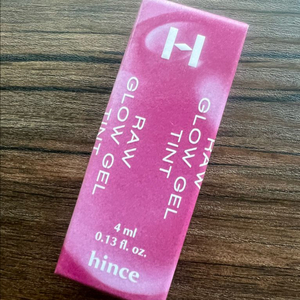 H
RAW
GLOW GEL
TINT
RAW
GLOW GEL
TINT
4 ml
0.13 fl. oz.
hince